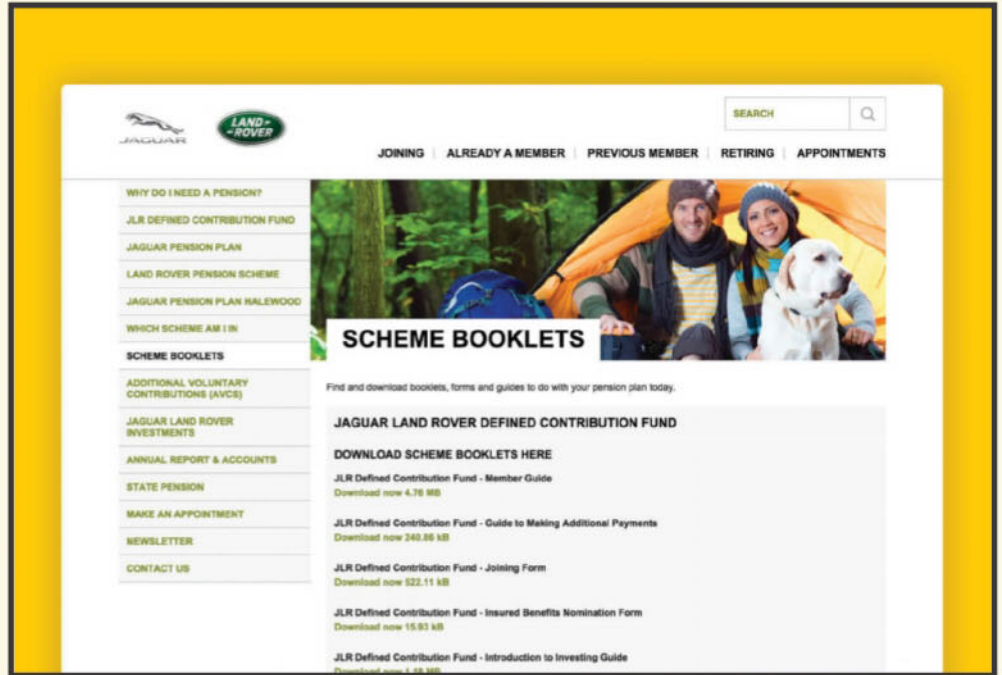 JAGUAR
LAND-
-ROVER
SEARCH
JOINING
ALREADY A MEMBER
PREVIOUS MEMBER
RETIRING
APPOINTMENTS
WHY DO I NEED A PENSION?
JLR DEFINED CONTRIBUTION FUND
JAGUAR PENSION PLAN
LAND ROVER PENSION SCHEME
JAGUAR PENSION PLAN HALEWOOD
WHICH SCHEME AM I IN
SCHEME BOOKLETS
ADDITIONAL VOLUNTARY
CONTRIBUTIONS (AVCS)
JAGUAR LAND ROVER
INVESTMENTS
ANNUAL REPORT & ACCOUNTS
STATE PENSION
MAKE AN APPOINTMENT
NEWSLETTER
CONTACT US
SCHEME BOOKLETS
Find and download booklets, forms and guides to do with your pension plan today.
JAGUAR LAND ROVER DEFINED CONTRIBUTION FUND
DOWNLOAD SCHEME BOOKLETS HERE
JLR Defined Contribution Fund - Member Guide
Download now 4.76 MB
JLR Defined Contribution Fund - Guide to Making Additional Payments
Download now 240.86 kB
JLR Defined Contribution Fund - Joining Form
Download now 522.11 kB
JLR Defined Contribution Fund - Insured Benefits Nomination Form
Download now 15.93 kB
JLR Defined Contribution Fund - Introduction to Investing Guide
Download now